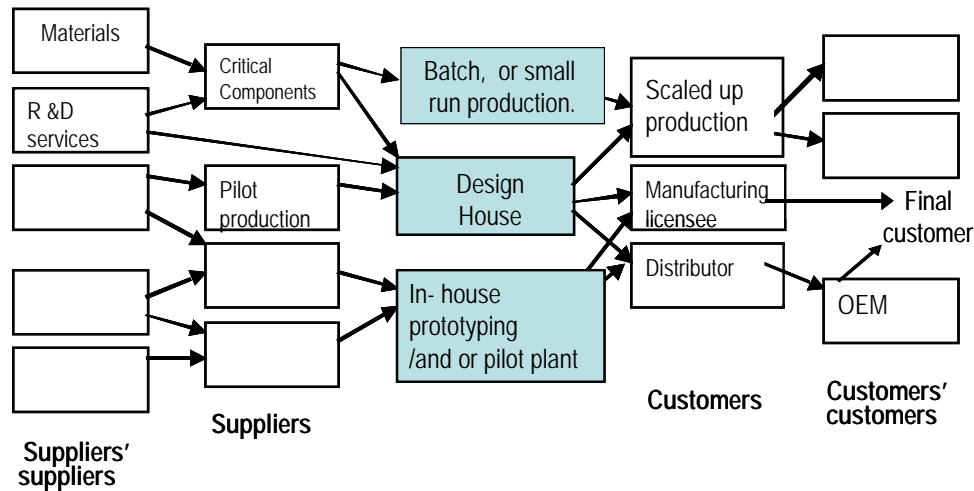 Materials
R &D
services
Critical
Components
Pilot
production
Batch, or small
run production.
Design
House
In- house
prototyping
/and or pilot plant
Scaled up
production
Manufacturing
licensee
Distributor
Final
customer
OEM
Suppliers'
suppliers
Suppliers
Customers
Customers'
customers